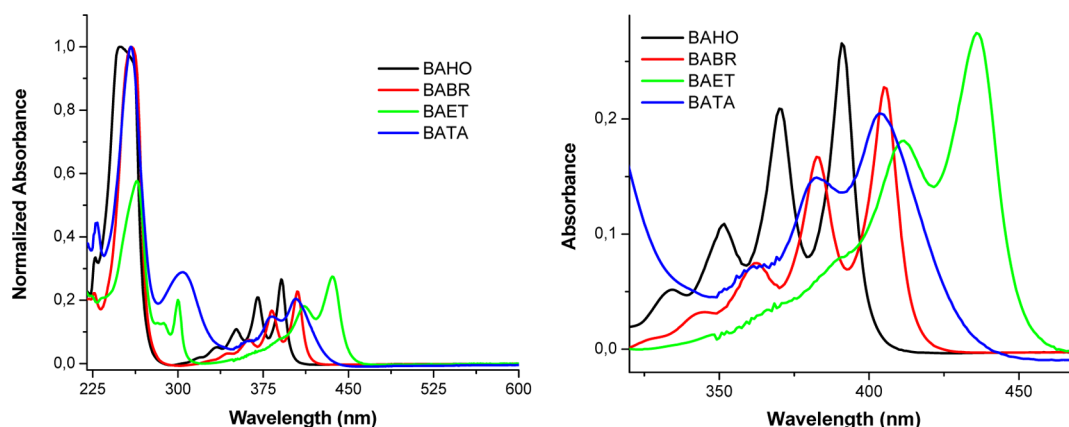 1,0
0,8
0,6
0,4
0,2
0,0
Normalized Absorbance
BAHO
BABR
BAET
BATA
225 300 375 450 525 600
Wavelength (nm)
0,3
0,2
0,1
0,0
Absorbance
BAHO
BABR
BAET
BATA
350 400 450
Wavelength (nm)